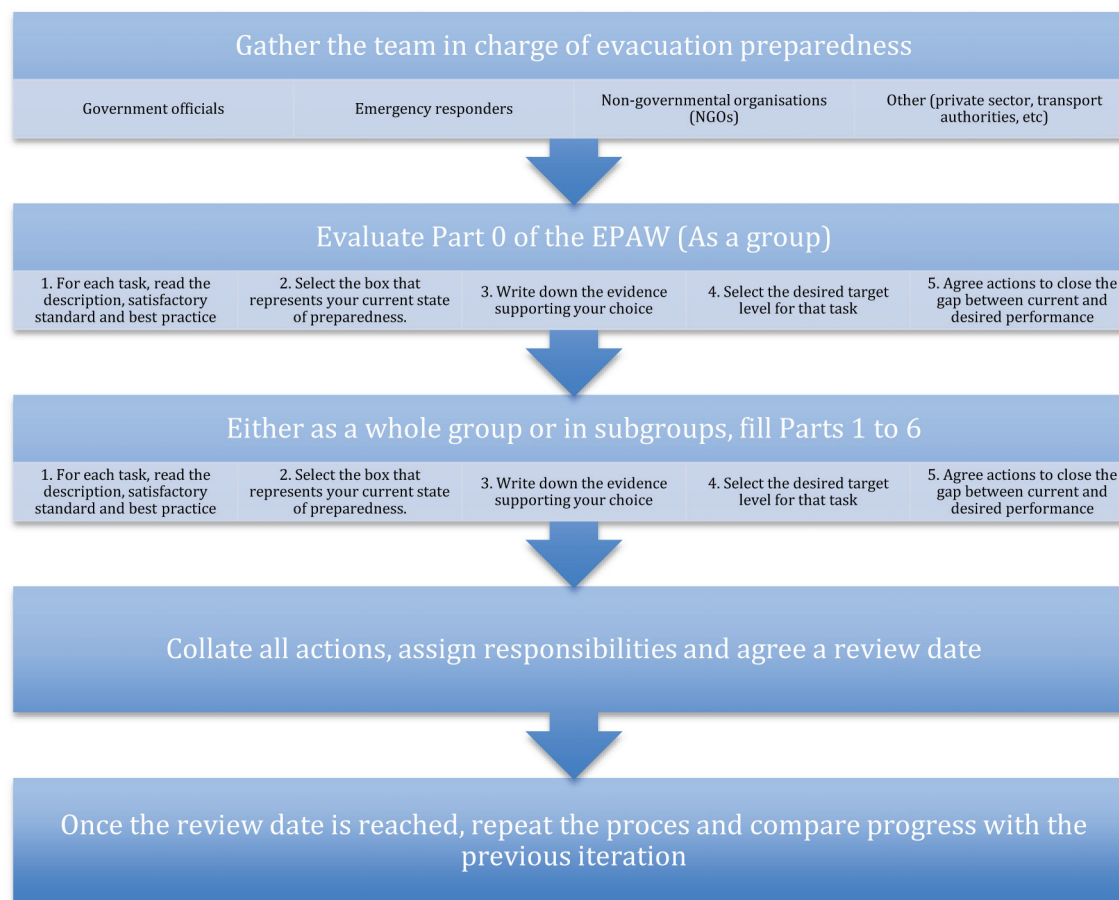 Gather the team in charge of evacuation preparedness
Government officials
Emergency responders
Non-governmental organisations
(NGOs)
Other (private sector, transport
authorities, etc)
Evaluate Part 0 of the EPAW (As a group)
1. For each task, read the
description, satisfactory
standard and best practice
2. Select the box that
represents your current state
of preparedness.
3. Write down the evidence
supporting your choice
4. Select the desired target
level for that task
5. Agree actions to close the
gap between current and
desired performance
Either as a whole group or in subgroups, fill Parts 1 to 6
1. For each task, read the
description, satisfactory
standard and best practice
2. Select the box that
represents your current state
of preparedness.
3. Write down the evidence
supporting your choice
4. Select the desired target
level for that task
5. Agree actions to close the
gap between current and
desired performance
Collate all actions, assign responsibilities and agree a review date
Once the review date is reached, repeat the proces and compare progress with the
previous iteration